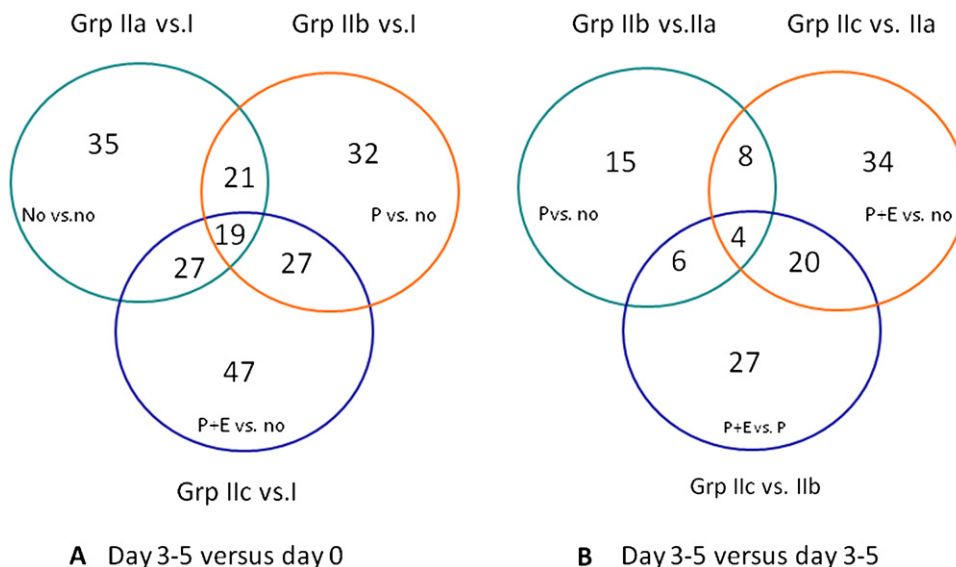 Grp IIa vs.I
Grp IIb vs.I
35
21
32
No vs.no
P vs. no
19
27
27
47
P+E vs. no
Grp IIc vs.I
A Day 3-5 versus day 0
Grp IIb vs.IIa
Grp IIc vs. IIa
15
8
34
Pvs. no
P+E vs. no
4
6
20
27
P+E vs. P
Grp IIc vs. IIb
B Day 3-5 versus day 3-5